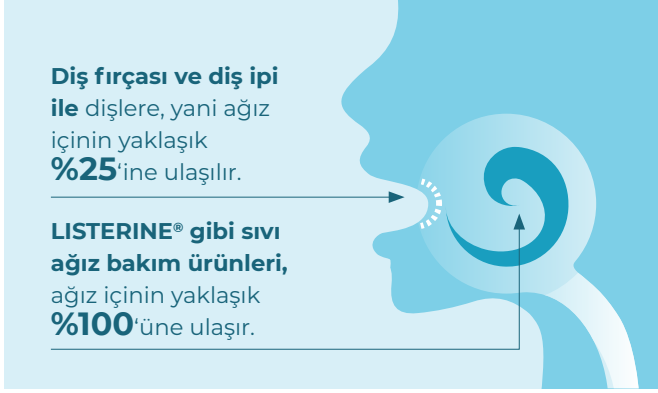 Diş fırçası ve diş ipi
ile dişlere, yani ağız
içinin yaklaşık
%25'ine ulaşılır.
LISTERINE® gibi sıvı
ağız bakım ürünleri,
ağız içinin yaklaşık
%100'üne ulaşır.